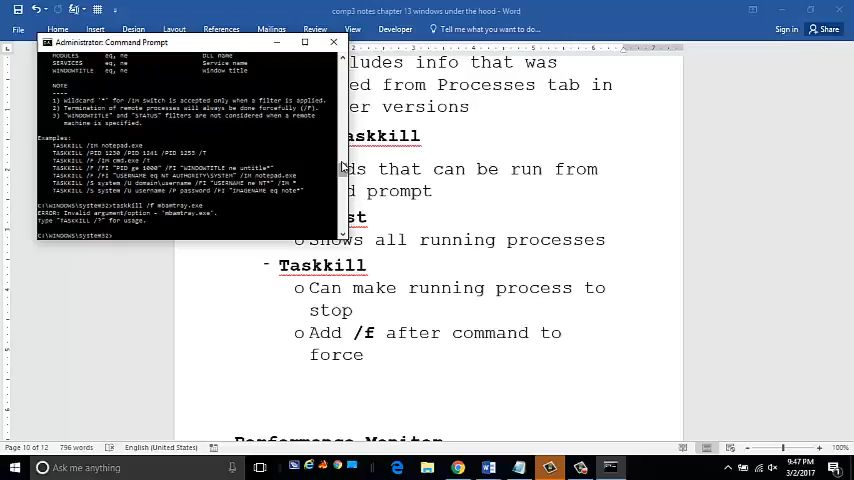 comp3 notes chapter 13 windows under the hood - Word
File Home Insert Draw Design Layout References Mailings Review View Developer Tell me what you want to do...
Sign in Share
Administrator: Command Prompt
MODULES eq, ne DLL name
SERVICES eq, ne Service name
WINDOWTITLE eq, ne Window title
NOTE
----
1) Wildcard '*' for /IM switch is accepted only when a filter is applied.
2) Termination of remote processes will always be done forcefully (/F).
3) "WINDOWTITLE" and "STATUS" filters are not considered when a remote
machine is specified.
Examples:
TASKKILL /IM notepad.exe
TASKKILL /PID 1230 /PID 1241 /PID 1253 /T
TASKKILL /F /IM cmd.exe /T
TASKKILL /F /FI "PID ge 1000" /FI "WINDOWTITLE ne untitle*"
TASKKILL /F /FI "USERNAME eq NT AUTHORITY\SYSTEM" /IM notepad.exe
TASKKILL /S system /U domain\username /FI "USERNAME ne NT*" /IM *
TASKKILL /S system /U username /P password /FI "IMAGENAME eq note*"
C:\WINDOWS\system32>taskkill /f mbamtray.exe
ERROR: Invalid argument/option - 'mbamtray.exe'.
Type "TASKKILL /?" for usage.
C:\WINDOWS\system32>
ludes info that was
ed from Processes tab in
er versions
askkill
ds that can be run from
d prompt
st
o Shows all running processes
- Taskkill
o Can make running process to
stop
o Add /f after command to
force
Performance Monitor
Page 10 of 12 796 words English (United States) 100%
Ask me anything
9:47 PM
3/2/2017